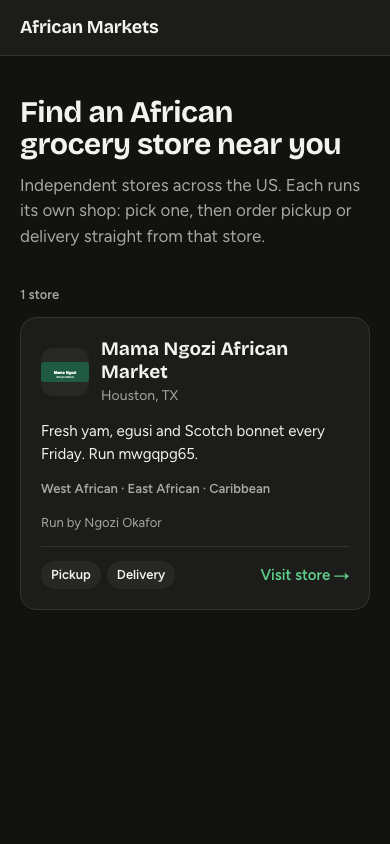 African Markets
Find an African
grocery store near you
Independent stores across the US. Each runs
its own shop: pick one, then order pickup or
delivery straight from that store.
1 store
Mama Ngozi
Mama Ngozi African
Market
Houston, TX
Fresh yam, egusi and Scotch bonnet every
Friday. Run mwgqpg65.
West African · East African · Caribbean
Run by Ngozi Okafor
Pickup
Delivery
Visit store →